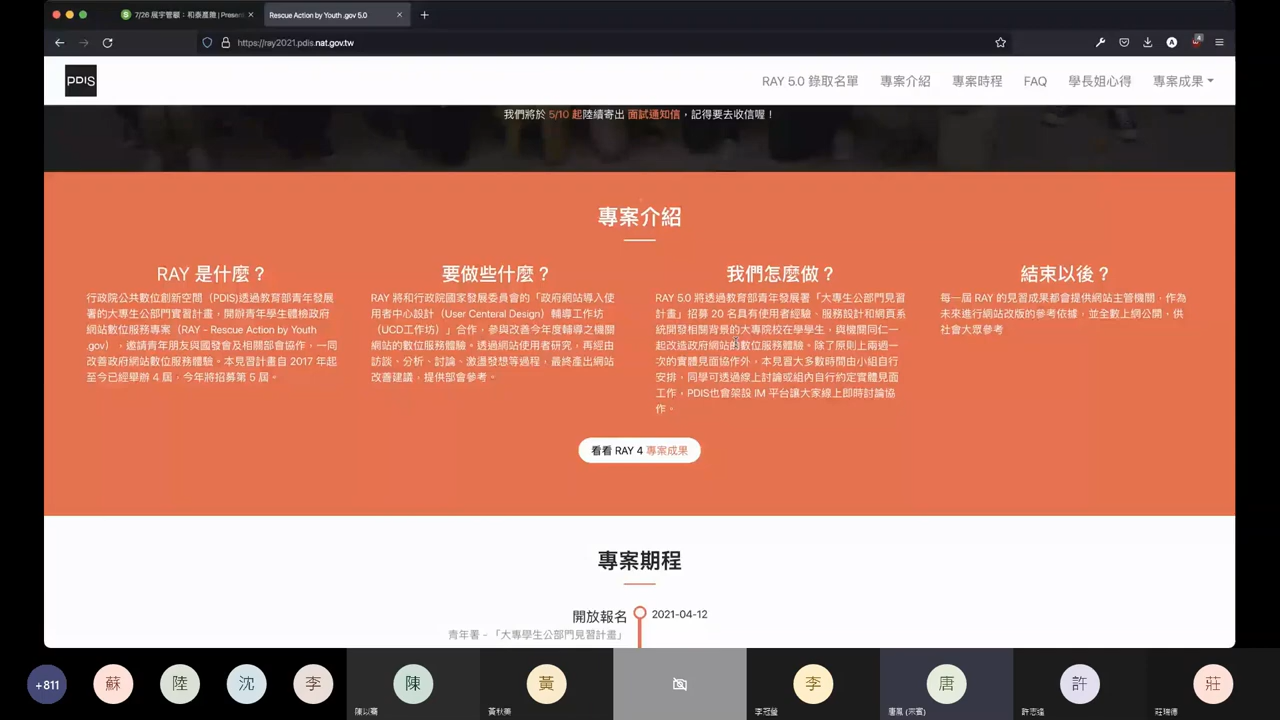 7/26 展宇管顧：和泰農機 | Present
Rescue Action by Youth .gov 5.0
https://ray2021.pdis.nat.gov.tw
PDIS
RAY 5.0 錄取名單
專案介紹
專案時程
FAQ
學長姐心得
專案成果
我們將於 5/10 起陸續寄出 面試通知信，記得要去收信喔！
專案介紹
RAY 是什麼？
行政院公共數位創新空間（PDIS)透過教育部青年發展
署的大專生公部門實習計畫，開辦青年學生體檢政府
網站數位服務專案（RAY - Rescue Action by Youth
.gov），邀請青年朋友與國發會及相關部會協作，一同
改善政府網站數位服務體驗。本見習計畫自 2017 年起
至今已經舉辦 4 屆，今年將招募第 5 屆。
要做些什麼？
RAY 將和行政院國家發展委員會的「政府網站導入使
用者中心設計（User Centeral Design）輔導工作坊
（UCD工作坊）」合作，參與改善今年度輔導之機關
網站的數位服務體驗。透過網站使用者研究，再經由
訪談、分析、討論、激盪發想等過程，最終產出網站
改善建議，提供部會參考。
我們怎麼做？
RAY 5.0 將透過教育部青年發展署「大專生公部門見習
計畫」招募 20 名具有使用者經驗、服務設計和網頁系
統開發相關背景的大專院校在學學生，與機關同仁一
起改造政府網站的數位服務體驗。除了原則上兩週一
次的實體見面協作外，本見習大多數時間由小組自行
安排，同學可透過線上討論或組內自行約定實體見面
工作，PDIS也會架設 IM 平台讓大家線上即時討論協
作。
結束以後？
每一屆 RAY 的見習成果都會提供網站主管機關，作為
未來進行網站改版的參考依據，並全數上網公開，供
社會大眾參考
看看 RAY 4 專案成果
專案期程
開放報名
2021-04-12
青年署 - 「大專學生公部門見習計畫」
+811
蘇
陸
沈
李
陳
黃
李
唐
許
莊
黃秋美
李冠瑩
唐鳳 (來賓)
許志達
莊瑞德